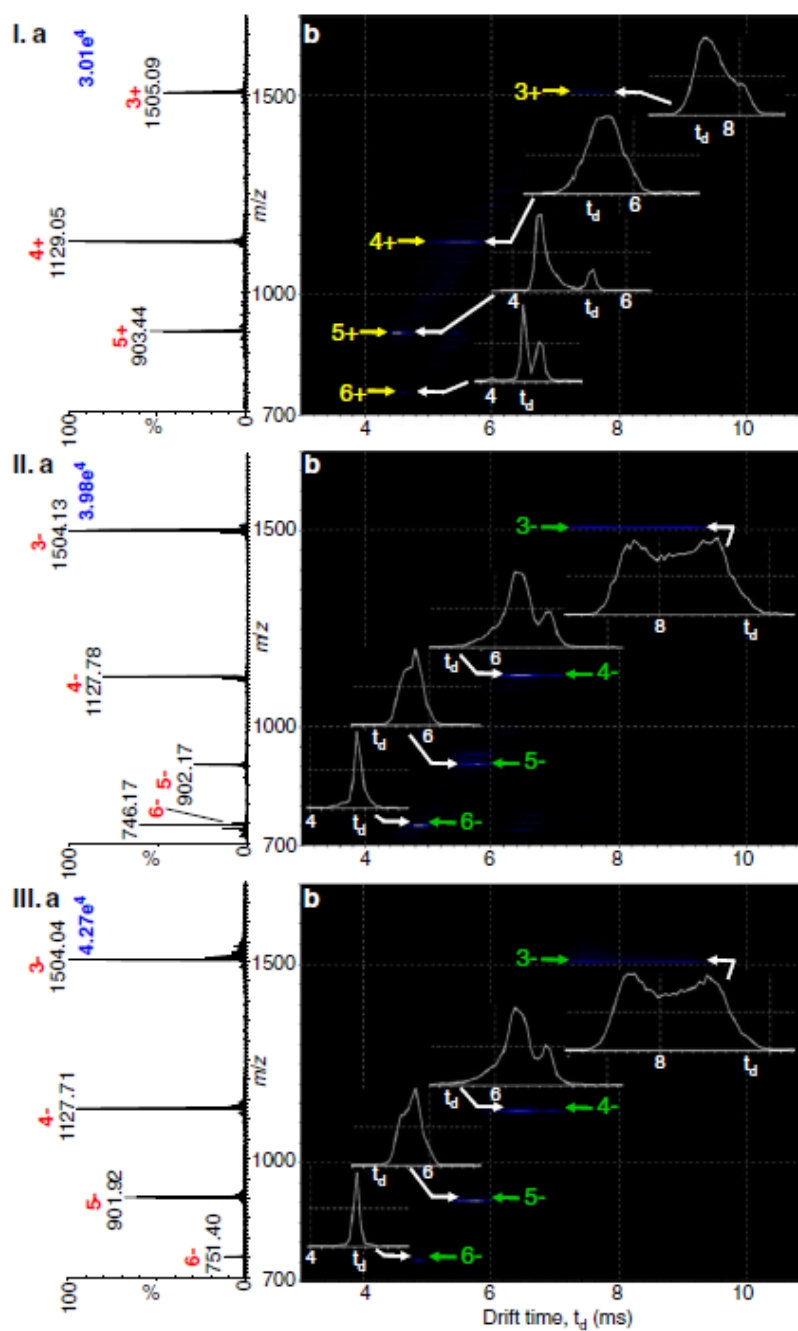 I. a
3.01e⁴
3+
1505.09
4+
1129.05
5+
903.44
m/z
1500
1000
700
100
%
0
b
3+
4+
5+
6+
t_d 8
t_d 6
4 t_d 6
4 t_d
4 6 8 10
II. a
3.98e⁴
3-
1504.13
4-
1127.78
5-
902.17
6-
746.17
m/z
1500
1000
700
100
%
0
b
3-
4-
5-
6-
8 t_d
t_d 6
t_d 6
4 t_d
4 6 8 10
III. a
4.27e⁴
3-
1504.04
4-
1127.71
5-
901.92
6-
751.40
m/z
1500
1000
700
100
%
0
b
3-
4-
5-
6-
8 t_d
t_d 6
t_d 6
4 t_d
4 6 8 10
Drift time, t_d (ms)